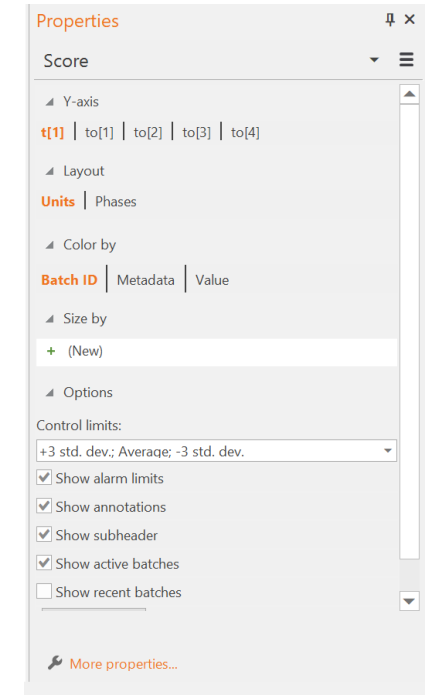 Properties
Score
Y-axis
t[1] to[1] to[2] to[3] to[4]
Layout
Units Phases
Color by
Batch ID Metadata Value
Size by
+ (New)
Options
Control limits:
+3 std. dev.; Average; -3 std. dev.
Show alarm limits
Show annotations
Show subheader
Show active batches
Show recent batches
More properties...